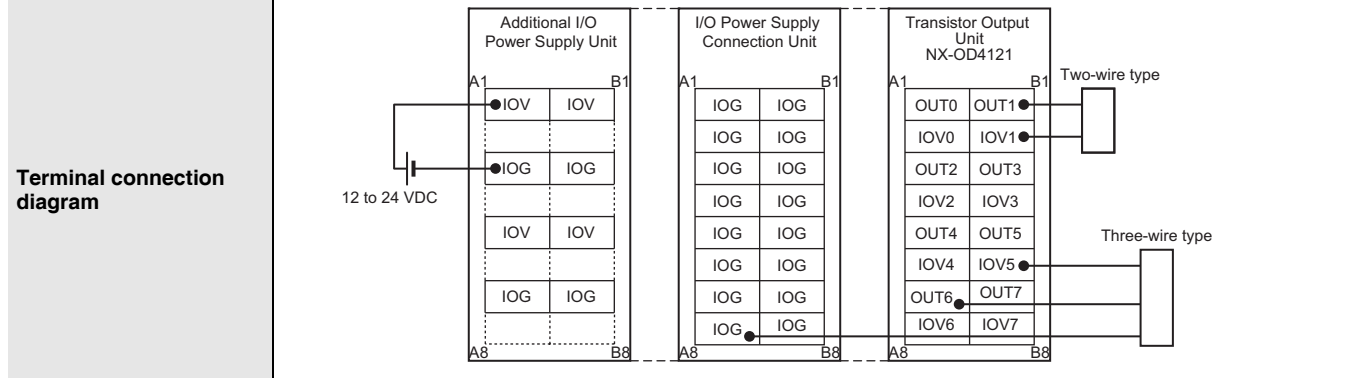 Terminal connection
diagram
Additional I/O
Power Supply Unit
A1 B1
IOV IOV
IOG IOG
IOV IOV
IOG IOG
A8 B8
12 to 24 VDC
I/O Power Supply
Connection Unit
A1 B1
IOG IOG
IOG IOG
IOG IOG
IOG IOG
IOG IOG
IOG IOG
IOG IOG
IOG IOG
A8 B8
Transistor Output
Unit
NX-OD4121
A1 B1
OUT0 OUT1
IOV0 IOV1
OUT2 OUT3
IOV2 IOV3
OUT4 OUT5
IOV4 IOV5
OUT6 OUT7
IOV6 IOV7
A8 B8
Two-wire type
Three-wire type